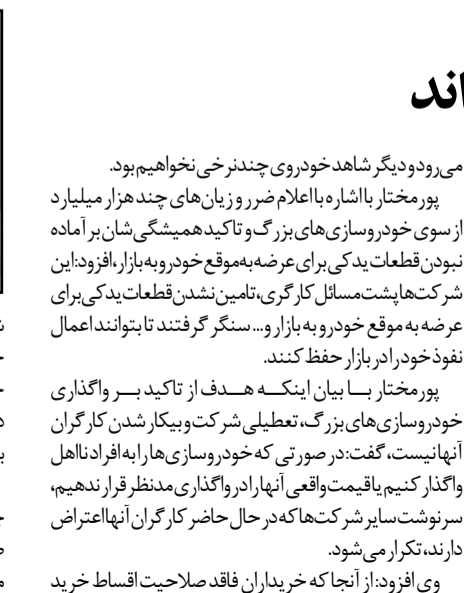 می‌رود و دیگر شاهد خودروی چندنرخی نخواهیم بود.
پورمختار با اشاره با اعلام ضرر و زیان‌های چند هزار میلیارد
از سوی خودروسازی‌های بزرگ و تاکید همیشگی‌شان بر آماده
نبودن قطعات یدکی برای عرضه به‌موقع خودرو به بازار، افزود: این
شرکت‌ها پشت مسائل کارگری، تامین نشدن قطعات یدکی برای
عرضه به موقع خودرو به بازار و... سنگر گرفتند تا بتوانند اعمال
نفوذ خود را در بازار حفظ کنند.
پورمختار بـا بیان اینکـه هـدف از تاکید بـر واگذاری
خودروسازی‌های بزرگ، تعطیلی شرکت و بیکار شدن کارگران
آنها نیست، گفت: در صورتی که خودروسازی‌ها را به افراد نااهل
واگذار کنیم یا قیمت واقعی آنها را در واگذاری مدنظر قرار ندهیم،
سرنوشت سایر شرکت‌ها که در حال حاضر کارگران آنها اعتراض
دارند، تکرار می‌شود.
وی افزود: از آنجا که خریداران فاقد صلاحیت اقساط خرید